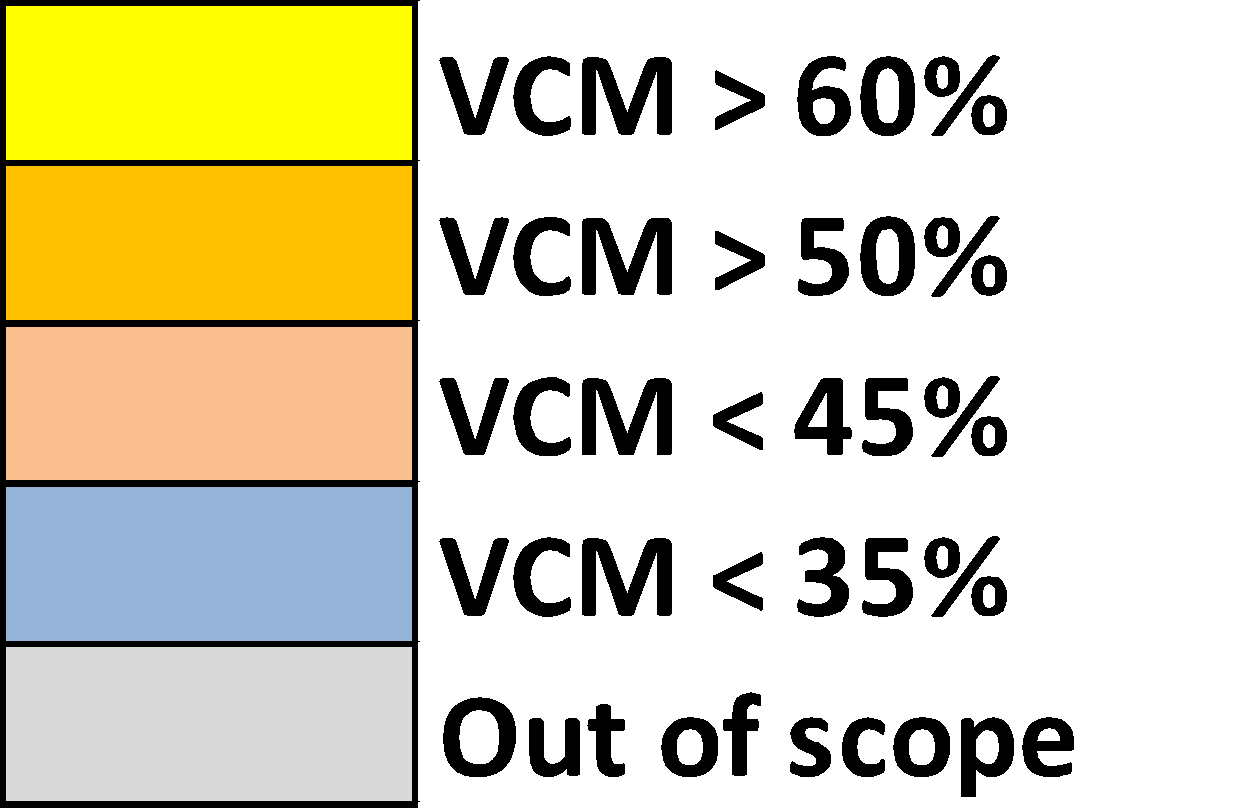 VCM > 60%
VCM > 50%
VCM < 45%
VCM < 35%
Out of scope